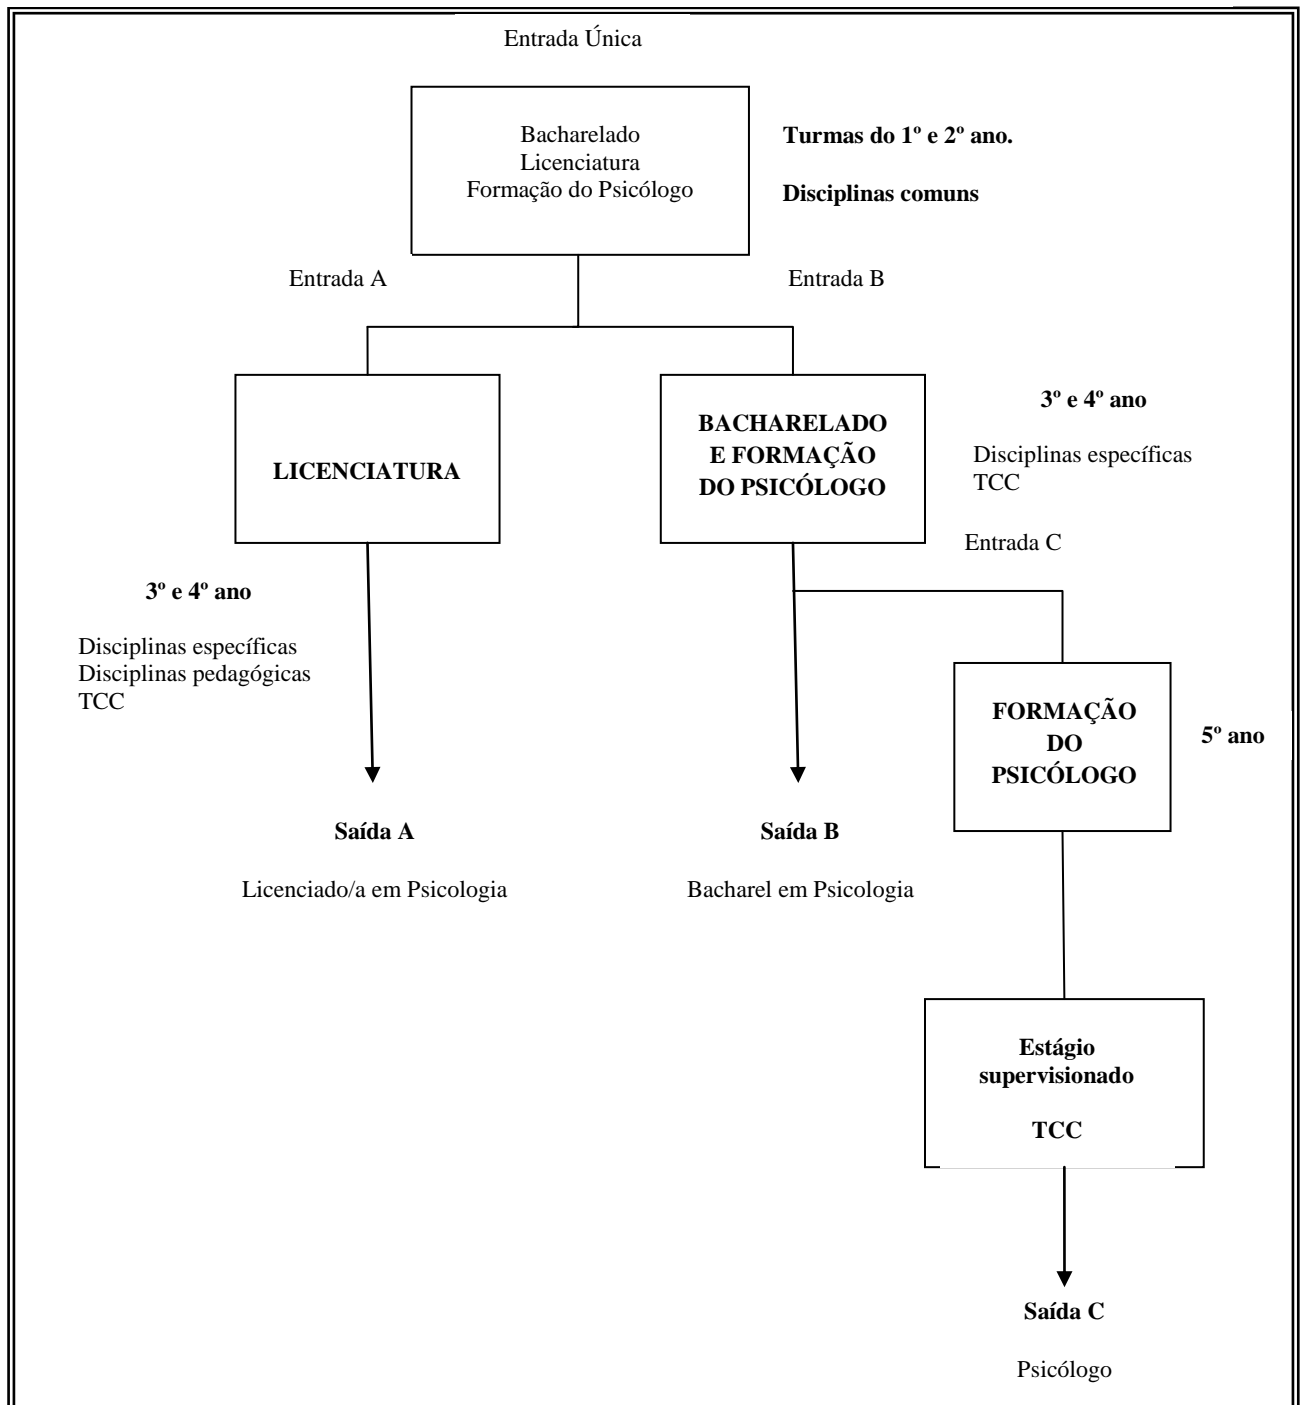 Entrada Única
Bacharelado
Licenciatura
Formação do Psicólogo
Turmas do 1º e 2º ano.
Disciplinas comuns
Entrada A
Entrada B
LICENCIATURA
BACHARELADO
E FORMAÇÃO
DO PSICÓLOGO
3º e 4º ano
Disciplinas específicas
TCC
Entrada C
3º e 4º ano
Disciplinas específicas
Disciplinas pedagógicas
TCC
FORMAÇÃO
DO
PSICÓLOGO
5º ano
Saída A
Licenciado/a em Psicologia
Saída B
Bacharel em Psicologia
Estágio
supervisionado
TCC
Saída C
Psicólogo